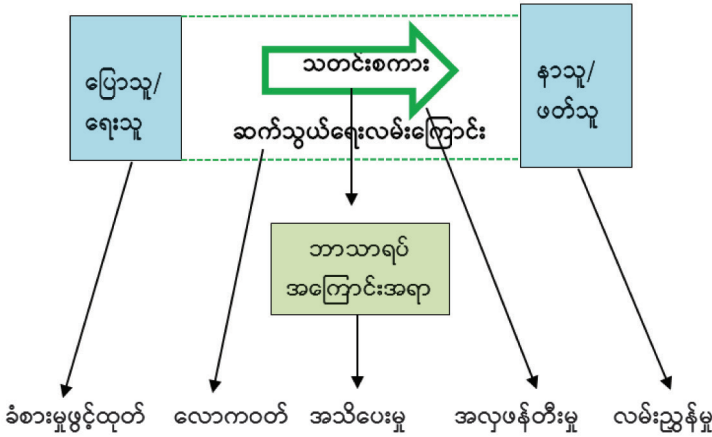 ပြောသူ/
ရေးသူ
သတင်းစကား
ဆက်သွယ်ရေးလမ်းကြောင်း
နာသူ/
ဖတ်သူ
ဘာသာရပ်
အကြောင်းအရာ
ခံစားမှုဖွင့်ထုတ်
လောကဝတ်
အသိပေးမှု
အလှဖန်တီးမှု
လမ်းညွှန်မှု